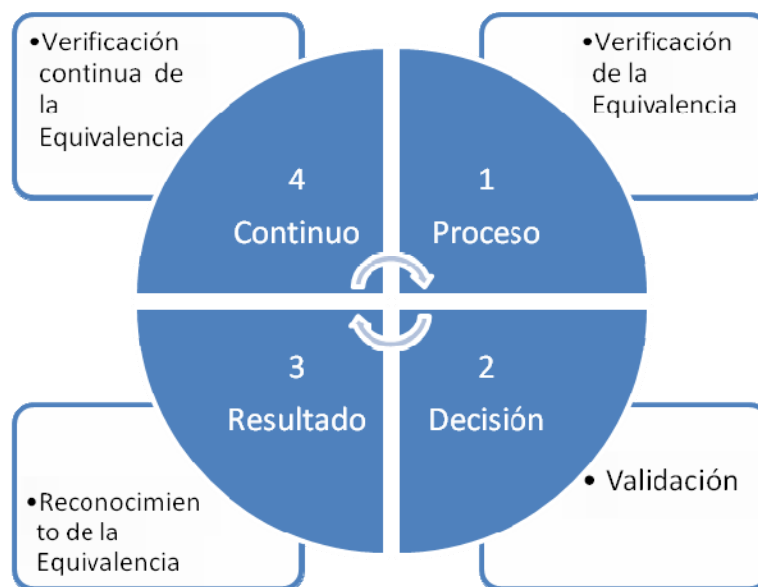 •Verificación
continua de
la
Equivalencia
•Verificación
de la
Equivalencia
4
Continuo
1
Proceso
3
Resultado
2
Decisión
•Reconocimien
to de la
Equivalencia
• Validación